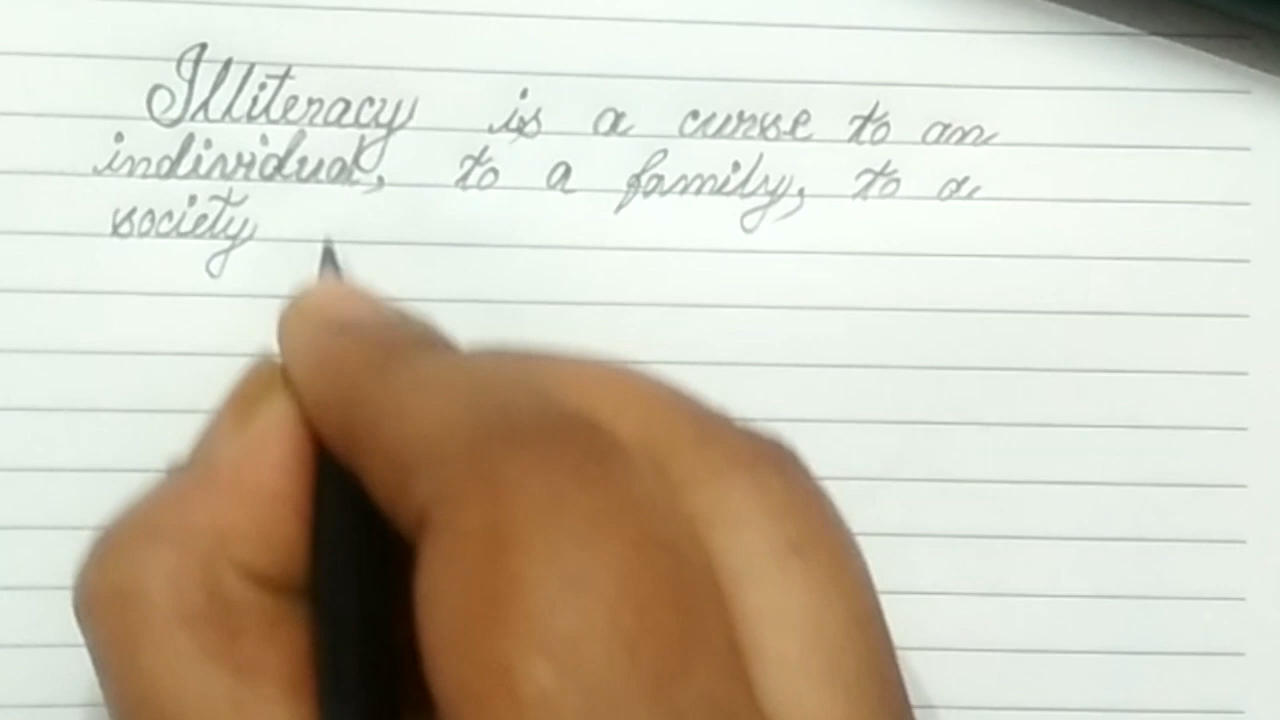 Illiteracy is a curse to an
individual, to a family, to a
society